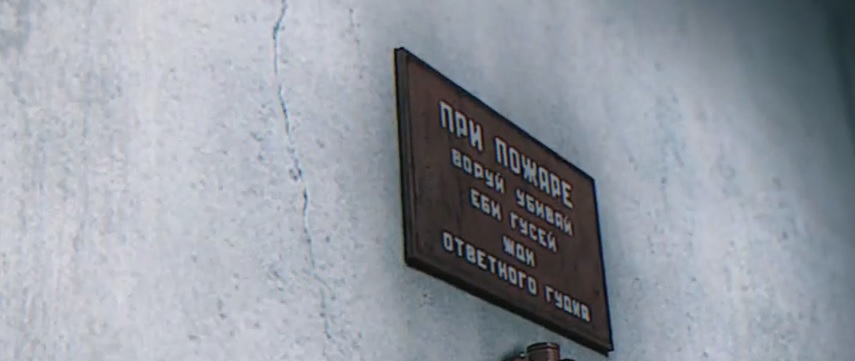 ПРИ ПОЖАРЕ
ВОРУЙ УБИВАЙ
ЕБИ ГУСЕЙ
ЖДИ
ОТВЕТНОГО ГУДКА